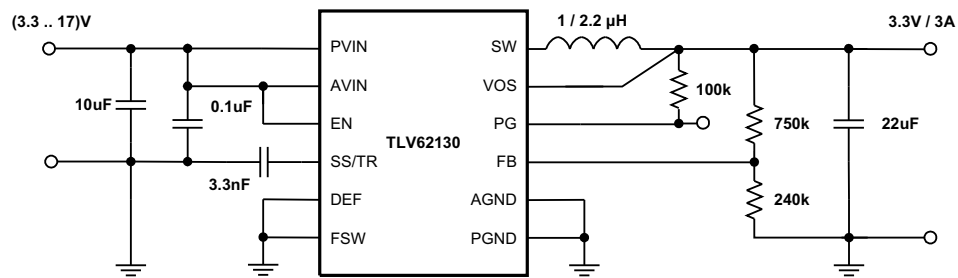 (3.3 .. 17)V
1 / 2.2 µH
3.3V / 3A
PVIN
SW
AVIN
VOS
100k
10uF
0.1uF
EN
PG
TLV62130
750k
22uF
SS/TR
FB
3.3nF
DEF
AGND
240k
FSW
PGND